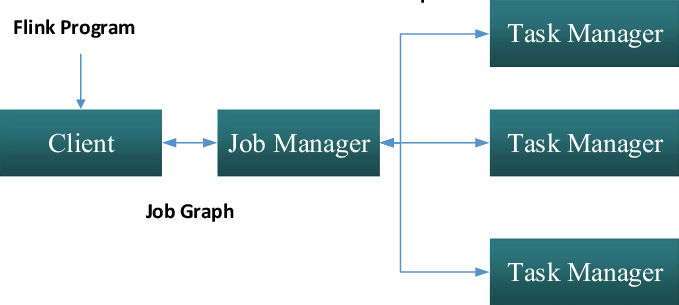 Flink Program
Task Manager
Client
Job Manager
Task Manager
Job Graph
Task Manager